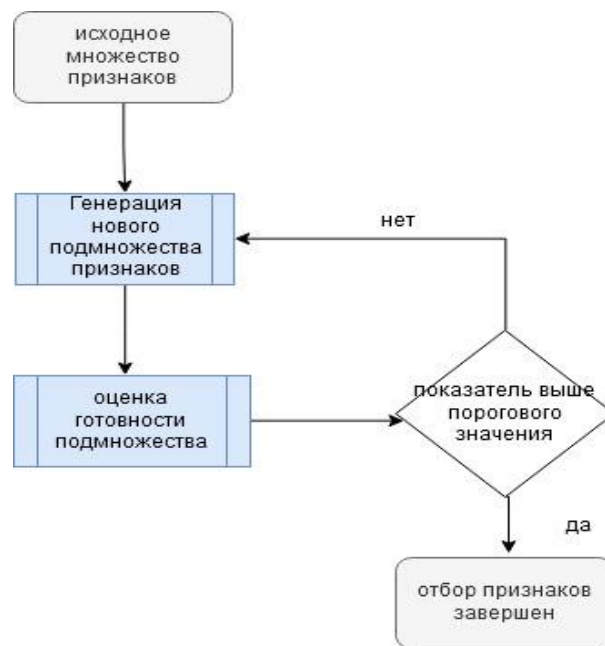 исходное
множество
признаков
Генерация
нового
подмножества
признаков
нет
оценка
готовности
подмножества
показатель выше
порогового
значения
да
отбор признаков
завершен